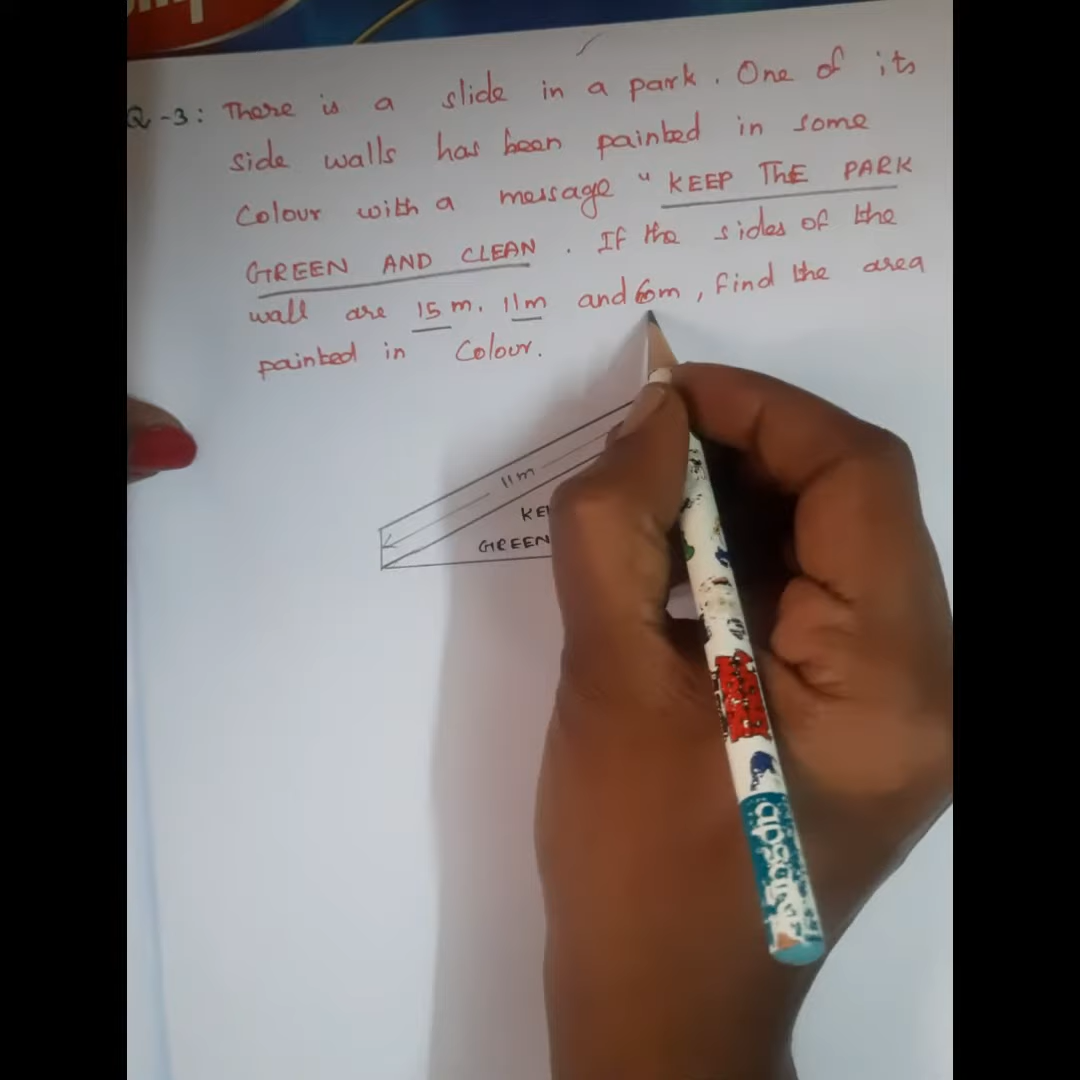 Q-3: There is a slide in a park. One of its
side walls has been painted in some
Colour with a message "KEEP THE PARK
GREEN AND CLEAN. If the sides of the
wall are 15 m, 11m and 6m, find the area
painted in Colour.
11m
GREEN
apsara